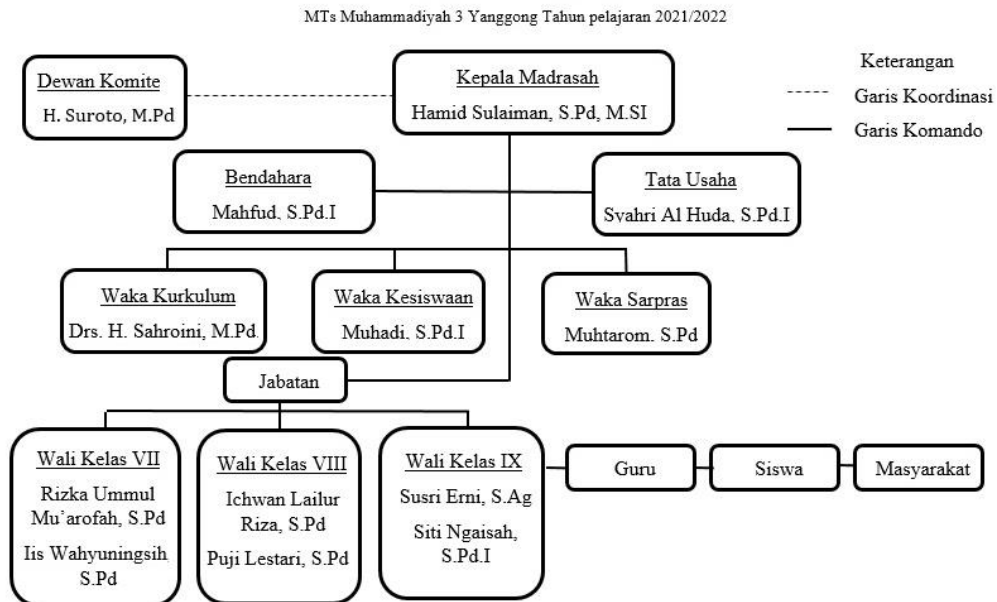 MTs Muhammadiyah 3 Yanggong Tahun pelajaran 2021/2022
Dewan Komite
H. Suroto, M.Pd
Kepala Madrasah
Hamid Sulaiman, S.Pd, M.SI
Keterangan
Garis Koordinasi
Garis Komando
Bendahara
Mahfud, S.Pd.I
Tata Usaha
Syahri Al Huda, S.Pd.I
Waka Kurkulum
Drs. H. Sahroini, M.Pd.
Waka Kesiswaan
Muhadi, S.Pd.I
Waka Sarpras
Muhtarom. S.Pd
Jabatan
Wali Kelas VII
Rizka Ummul
Mu’arofah, S.Pd
Iis Wahyuningsih,
S.Pd
Wali Kelas VIII
Ichwan Lailur
Riza, S.Pd
Puji Lestari, S.Pd
Wali Kelas IX
Susri Erni, S.Ag
Siti Ngaisah,
S.Pd.I
Guru
Siswa
Masyarakat